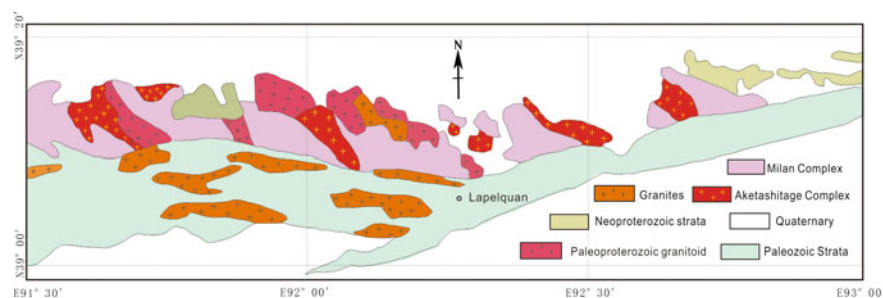 N39° 20'
N
Milan Complex
Granites
Aketashitage Complex
Lapelquan
Neoproterozoic strata
Quaternary
Paleoproterozoic granitoid
Paleozoic Strata
N39° 00'
E91° 30'
E92° 00'
E92° 30'
E93° 00